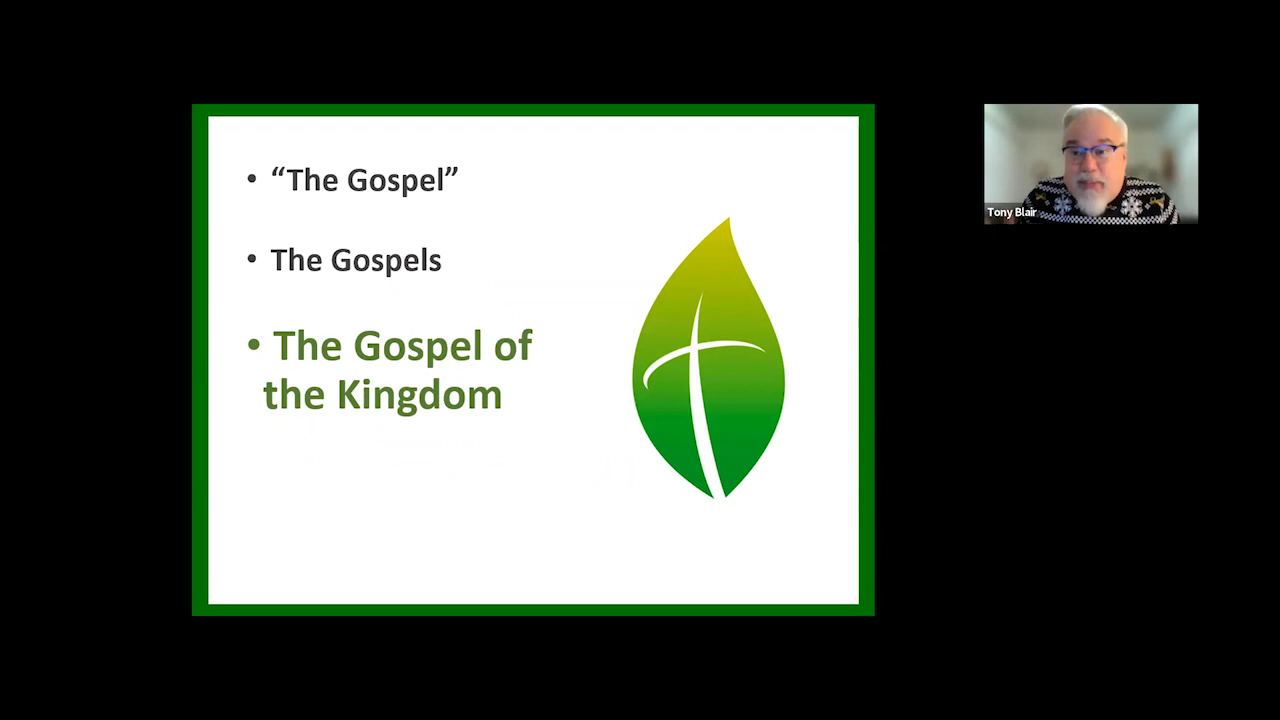 • “The Gospel”
• The Gospels
• The Gospel of
the Kingdom
Tony Blair